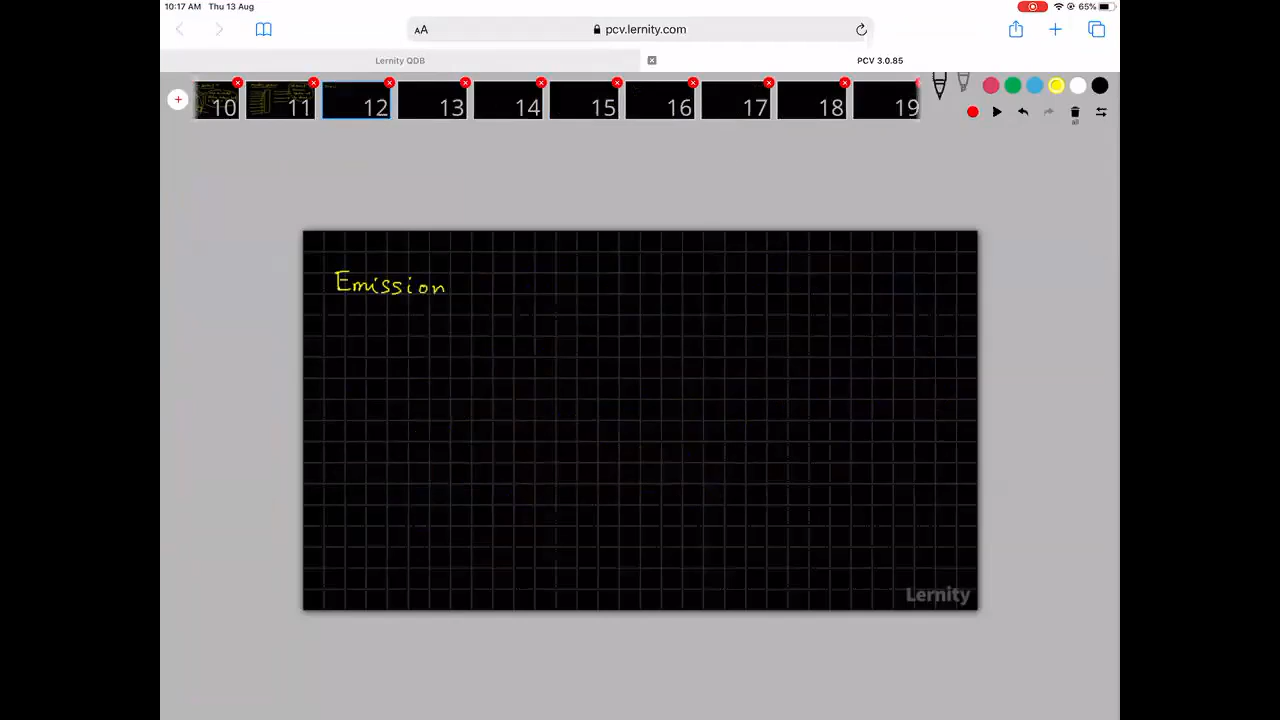 10:17 AM Thu 13 Aug
65%
AA
pcv.lernity.com
Lernity QDB
PCV 3.0.85
10 11 12 13 14 15 16 17 18 19
all
Emission
Lernity